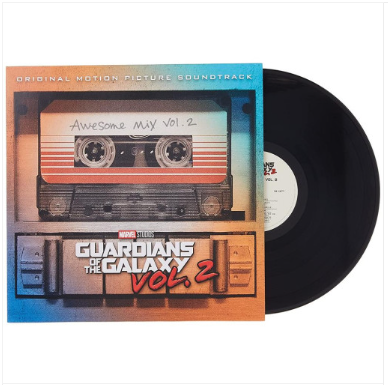 ORIGINAL MOTION PICTURE SOUNDTRACK
Awesome Mix Vol. 2
MARVEL STUDIOS
GUARDIANS
OF THE GALAXY
VOL. 2